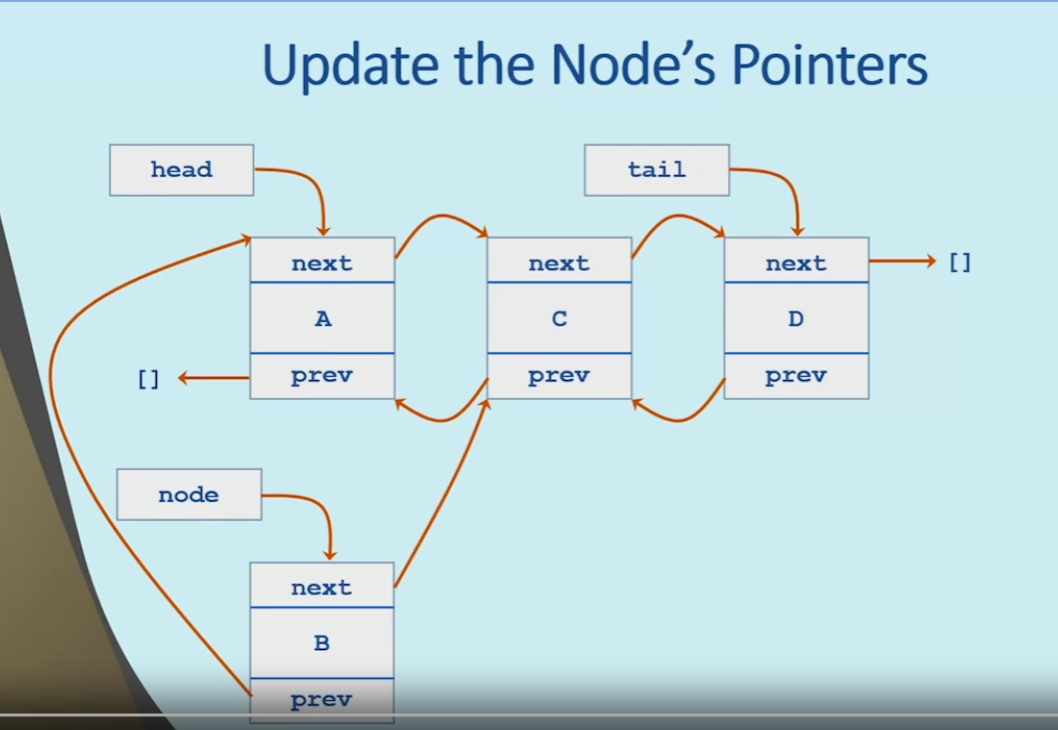 Update the Node’s Pointers
head
tail
next
next
next
[]
A
C
D
[]
prev
prev
prev
node
next
B
prev